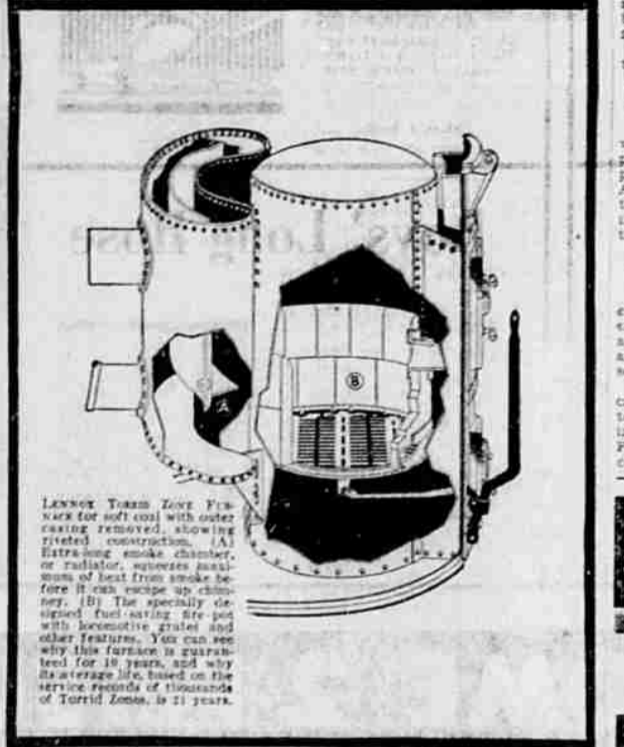 LENNOX TORRID ZONE FUR-
NACE for soft coal with outer
casing removed, showing
riveted construction. (A)
Extra-long smoke chamber,
or radiator, squeezes maxi-
mum of heat from smoke be-
fore it can escape up chim-
ney. (B) The specially de-
signed fuel-saving fire-pot
with locomotive grates and
other features. You can see
why this furnace is guaran-
teed for 10 years, and why
its average life, based on the
service records of thousands
of Torrid Zones, is 21 years.
A
B